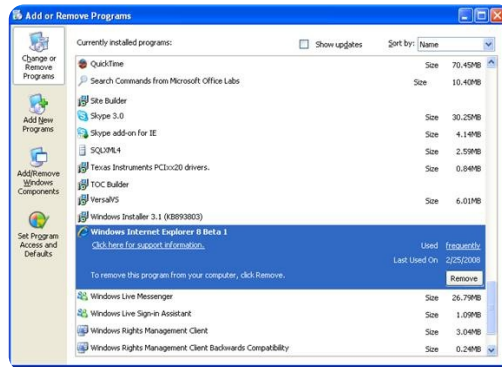 Add or Remove Programs
Change or
Remove
Programs
Add New
Programs
Add/Remove
Windows
Components
Set Program
Access and
Defaults
Currently installed programs:
Show updates
Sort by: Name
QuickTime Size 70.45MB
Search Commands from Microsoft Office Labs Size 10.40MB
Site Builder
Skype 3.0 Size 30.25MB
Skype add-on for IE Size 4.14MB
SQLXML4 Size 2.59MB
Texas Instruments PCIxx20 drivers. Size 0.84MB
TOC Builder
VersalVS Size 6.01MB
Windows Installer 3.1 (KB893803)
Windows Internet Explorer 8 Beta 1
Click here for support information. Used frequently
Last Used On 2/25/2008
To remove this program from your computer, click Remove. Remove
Windows Live Messenger Size 26.79MB
Windows Live Sign-in Assistant Size 1.09MB
Windows Rights Management Client Size 3.04MB
Windows Rights Management Client Backwards Compatibility Size 0.24MB